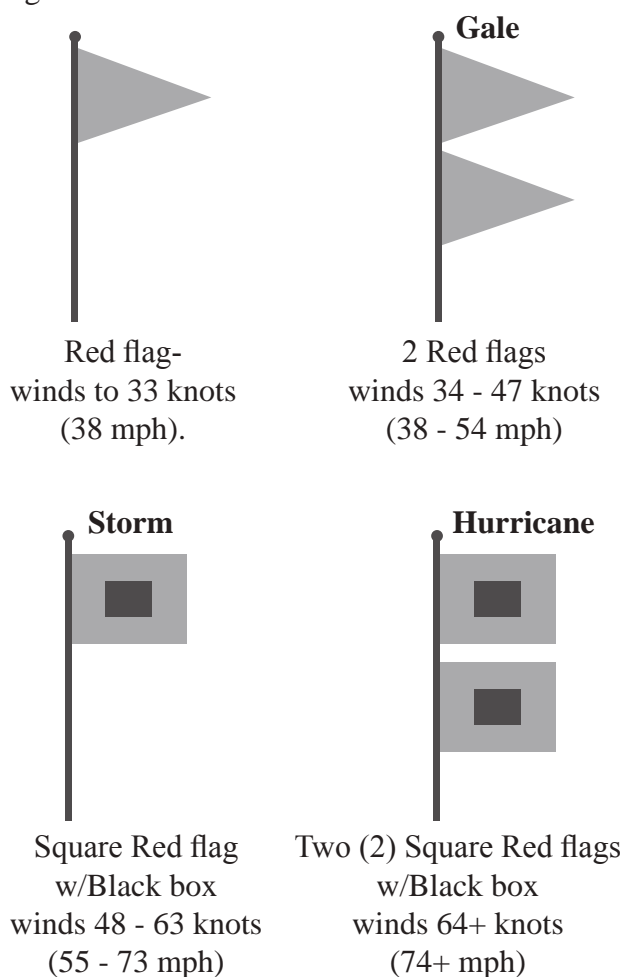 Gale
Red flag-
winds to 33 knots
(38 mph).
2 Red flags
winds 34 - 47 knots
(38 - 54 mph)
Storm
Square Red flag
w/Black box
winds 48 - 63 knots
(55 - 73 mph)
Hurricane
Two (2) Square Red flags
w/Black box
winds 64+ knots
(74+ mph)